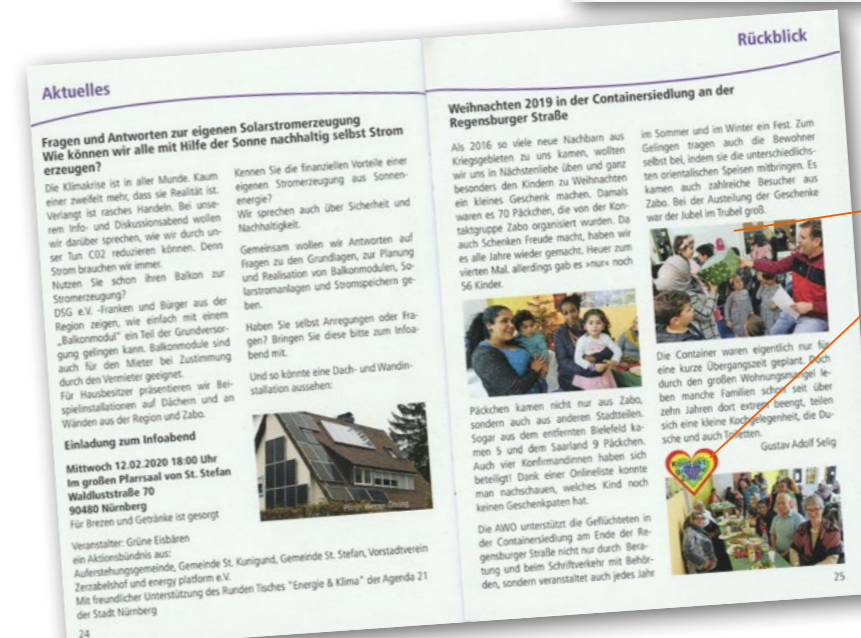 Aktuelles
Fragen und Antworten zur eigenen Solarstromerzeugung
Wie können wir alle mit Hilfe der Sonne nachhaltig selbst Strom
erzeugen?
Die Klimakrise ist in aller Munde. Kaum
einer zweifelt mehr, dass sie Realität ist.
Verlangt ist rasches Handeln. Bei unse-
rem Info- und Diskussionsabend wollen
wir darüber sprechen, wie wir durch un-
ser Tun CO2 reduzieren können. Denn
Strom brauchen wir immer.
Nutzen Sie schon ihren Balkon zur
Stromerzeugung?
DSG e.V. -Franken und Bürger aus der
Region zeigen, wie einfach mit einem
„Balkonmodul" ein Teil der Grundversor-
gung gelingen kann. Balkonmodule sind
auch für den Mieter bei Zustimmung
durch den Vermieter geeignet.
Für Hausbesitzer präsentieren wir Bei-
spielinstallationen auf Dächern und an
Wänden aus der Region und Zabo.
Einladung zum Infoabend
Mittwoch 12.02.2020 18:00 Uhr
Im großen Pfarrsaal von St. Stefan
Waldluststraße 70
90480 Nürnberg
Für Brezen und Getränke ist gesorgt
Kennen Sie die finanziellen Vorteile einer
eigenen Stromerzeugung aus Sonnen-
energie?
Wir sprechen auch über Sicherheit und
Nachhaltigkeit.
Gemeinsam wollen wir Antworten auf
Fragen zu den Grundlagen, zur Planung
und Realisation von Balkonmodulen, So-
larstromanlagen und Stromspeichern ge-
ben.
Haben Sie selbst Anregungen oder Fra-
gen? Bringen Sie diese bitte zum Infoa-
bend mit.
Und so könnte eine Dach- und Wandin-
stallation aussehen:
Veranstalter: Grüne Eisbären
ein Aktionsbündnis aus:
Auferstehungsgemeinde, Gemeinde St. Kunigund, Gemeinde St. Stefan, Vorstadtverein
Zerzabelshof und energy platform e.V.
Mit freundlicher Unterstützung des Runden Tisches "Energie & Klima" der Agenda 21
der Stadt Nürnberg
24
Rückblick
Weihnachten 2019 in der Containersiedlung an der
Regensburger Straße
Als 2016 so viele neue Nachbarn aus
Kriegsgebieten zu uns kamen, wollten
wir uns in Nächstenliebe üben und ganz
besonders den Kindern zu Weihnachten
ein kleines Geschenk machen. Damals
waren es 70 Päckchen, die von der Kon-
taktgruppe Zabo organisiert wurden. Da
auch Schenken Freude macht, haben wir
es alle Jahre wieder gemacht. Heuer zum
vierten Mal. allerdings gab es »nur« noch
56 Kinder.
Päckchen kamen nicht nur aus Zabo,
sondern auch aus anderen Stadtteilen.
Sogar aus dem entfernten Bielefeld ka-
men 5 und dem Saarland 9 Päckchen.
Auch vier Konfirmandinnen haben sich
beteiligt! Dank einer Onlineliste konnte
man nachschauen, welches Kind noch
keinen Geschenkpaten hat.
Die AWO unterstützt die Geflüchteten in
der Containersiedlung am Ende der Re-
gensburger Straße nicht nur durch Bera-
tung und beim Schriftverkehr mit Behör-
den, sondern veranstaltet auch jedes Jahr
im Sommer und im Winter ein Fest. Zum
Gelingen tragen auch die Bewohner
selbst bei, indem sie die unterschiedlichs-
ten orientalischen Speisen mitbringen. Es
kamen auch zahlreiche Besucher aus
Zabo. Bei der Austeilung der Geschenke
war der Jubel im Trubel groß.
Die Container waren eigentlich nur für
eine kurze Übergangszeit geplant. Doch
durch den großen Wohnungsmangel le-
ben manche Familien schon seit über
zehn Jahren dort extrem beengt, teilen
sich eine kleine Kochgelegenheit, die Du-
sche und auch Toiletten.
Gustav Adolf Selig
Kontakt-
gruppe
25